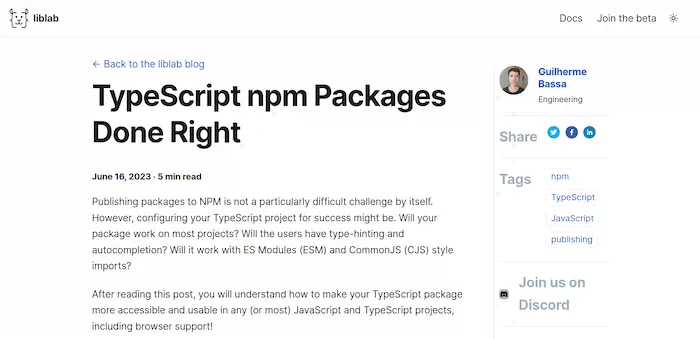 liblab
Docs
Join the beta
← Back to the liblab blog
TypeScript npm Packages
Done Right
June 16, 2023 · 5 min read
Publishing packages to NPM is not a particularly difficult challenge by itself.
However, configuring your TypeScript project for success might be. Will your
package work on most projects? Will the users have type-hinting and
autocompletion? Will it work with ES Modules (ESM) and CommonJS (CJS) style
imports?
After reading this post, you will understand how to make your TypeScript package
more accessible and usable in any (or most) JavaScript and TypeScript projects,
including browser support!
Guilherme
Bassa
Engineering
Share
Tags
npm
TypeScript
JavaScript
publishing
Join us on
Discord